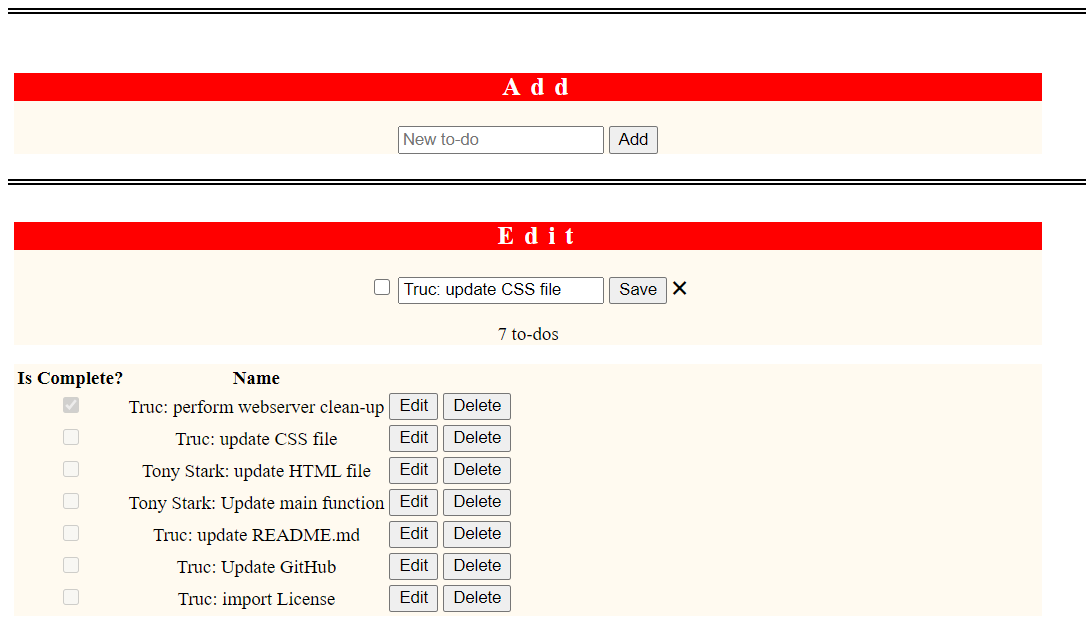 Add
New to-do Add
Edit
Truc: update CSS file Save ✕
7 to-dos
Is Complete? Name
Truc: perform webserver clean-up Edit Delete
Truc: update CSS file Edit Delete
Tony Stark: update HTML file Edit Delete
Tony Stark: Update main function Edit Delete
Truc: update README.md Edit Delete
Truc: Update GitHub Edit Delete
Truc: import License Edit Delete